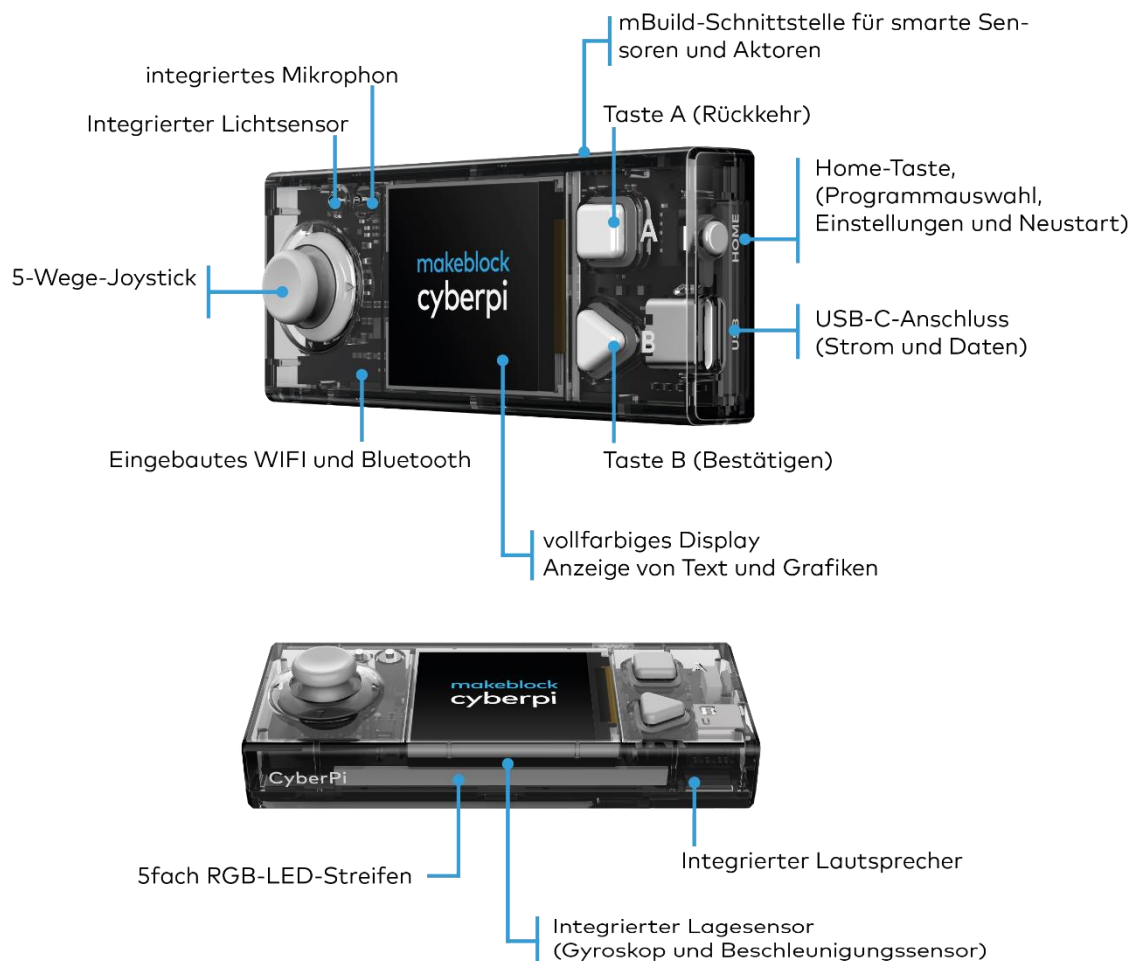 mBuild-Schnittstelle für smarte Sen-
soren und Aktoren
integriertes Mikrophon
Integrierter Lichtsensor
Taste A (Rückkehr)
Home-Taste,
(Programmauswahl,
Einstellungen und Neustart)
5-Wege-Joystick
makeblock
cyberpi
A
B
HOME
USB
USB-C-Anschluss
(Strom und Daten)
Eingebautes WIFI und Bluetooth
Taste B (Bestätigen)
vollfarbiges Display
Anzeige von Text und Grafiken
makeblock
cyberpi
CyberPi
5fach RGB-LED-Streifen
Integrierter Lautsprecher
Integrierter Lagesensor
(Gyroskop und Beschleunigungssensor)